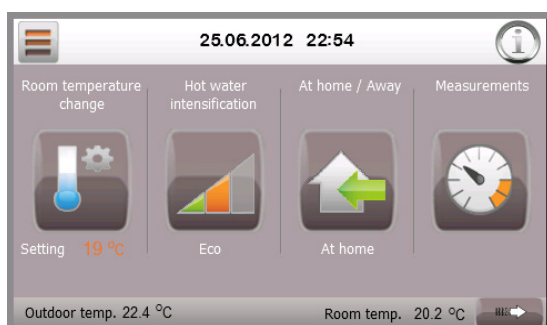 25.06.2012 22:54
Room temperature
change
Hot water
intensification
At home / Away
Measurements
Setting 19 °C
Eco
At home
Outdoor temp. 22.4 °C
Room temp. 20.2 °C